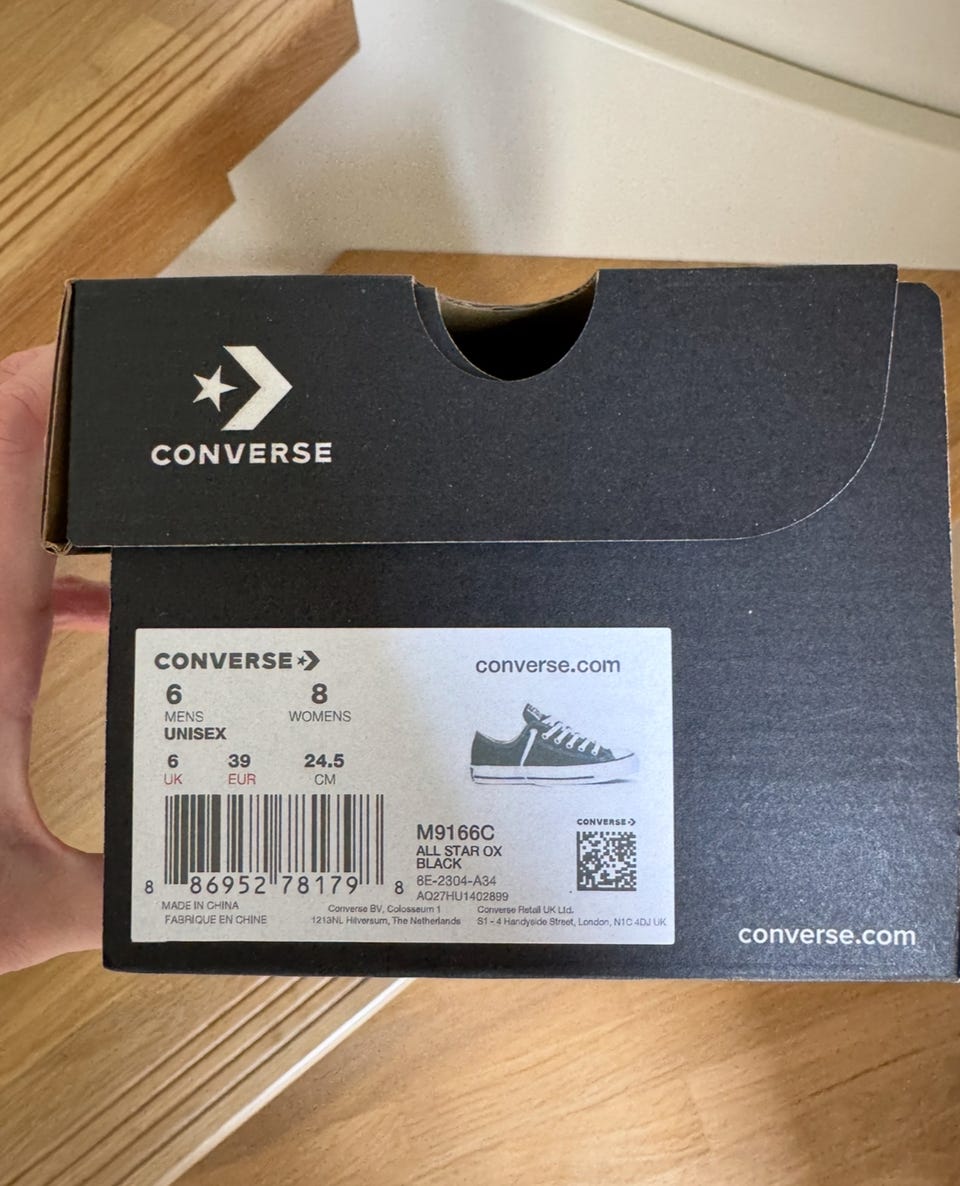 CONVERSE
CONVERSE
converse.com
6 8
MENS WOMENS
UNISEX
6 39 24.5
UK EUR CM
8 86952 78179 8
MADE IN CHINA
FABRIQUE EN CHINE
M9166C
ALL STAR OX
BLACK
8E-2304-A34
AQ27HU1402899
CONVERSE
Converse BV, Colosseum 1
1213NL Hilversum, The Netherlands
Converse Retail UK Ltd.
S1 - 4 Handyside Street, London, N1C 4DJ UK
converse.com